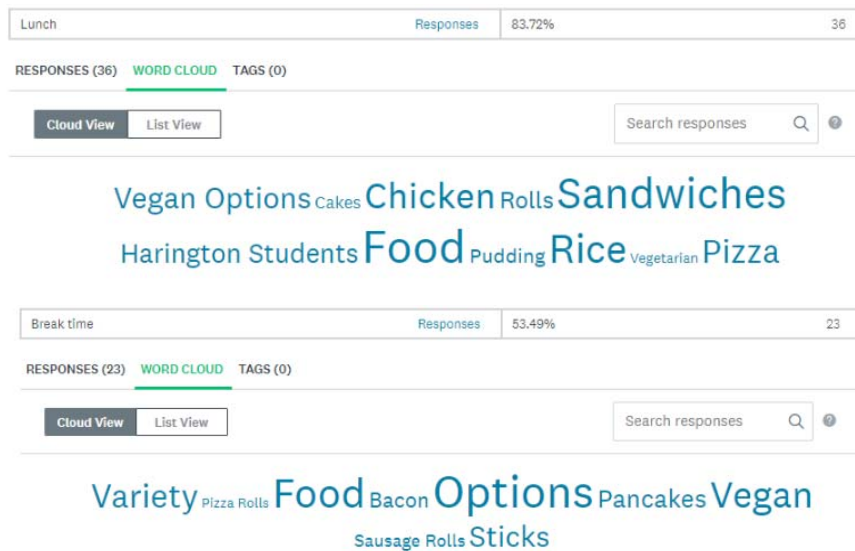 Lunch Responses 83.72% 36
RESPONSES (36) WORD CLOUD TAGS (0)
Cloud View List View Search responses ?
Vegan Options Cakes Chicken Rolls Sandwiches
Harington Students Food Pudding Rice Vegetarian Pizza
Break time Responses 53.49% 23
RESPONSES (23) WORD CLOUD TAGS (0)
Cloud View List View Search responses ?
Variety Pizza Rolls Food Bacon Options Pancakes Vegan
Sausage Rolls Sticks